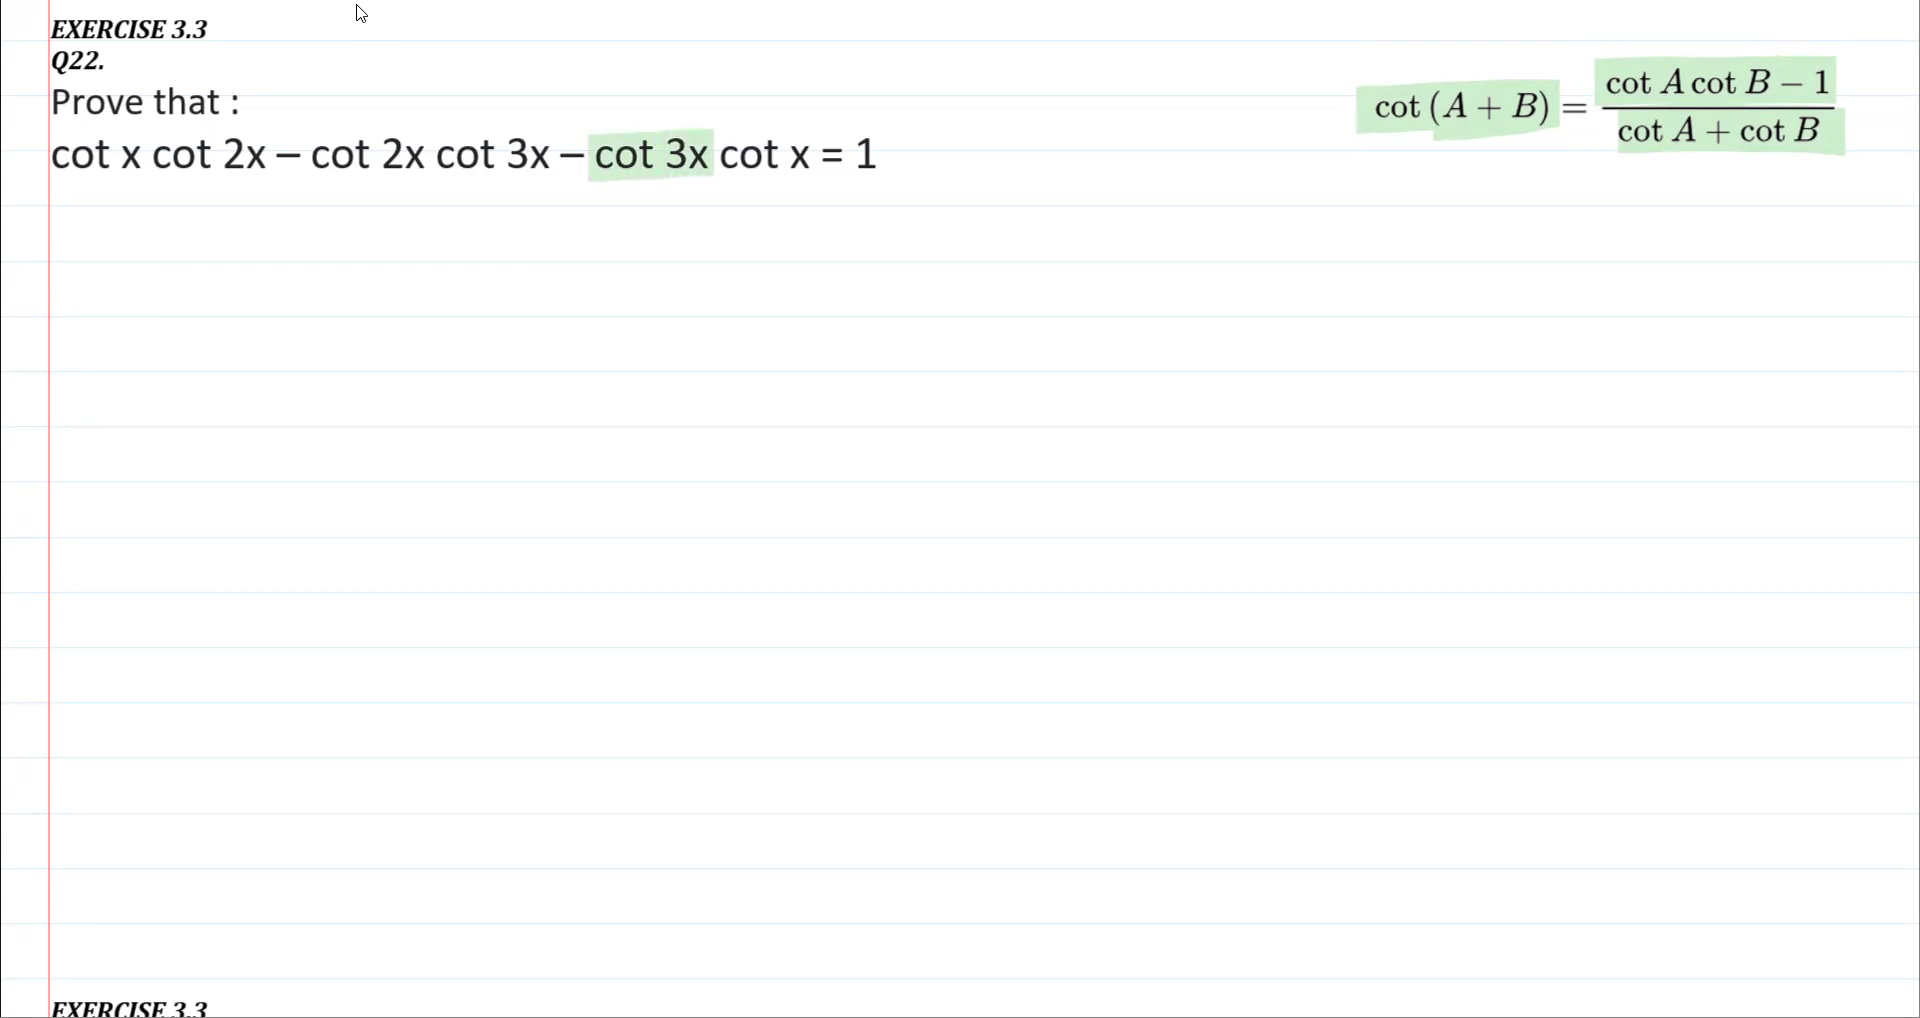 EXERCISE 3.3
Q22.
Prove that :
cot x cot 2x – cot 2x cot 3x – cot 3x cot x = 1
cot (A + B) = \frac{cot A cot B − 1}{cot A + cot B}
EXERCISE 3.3